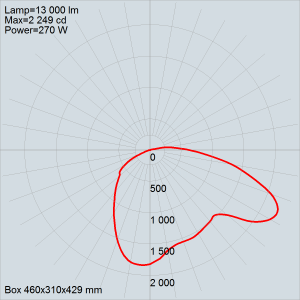 Lamp=13 000 lm
Max=2 249 cd
Power=270 W
0
500
1 000
1 500
2 000
Box 460x310x429 mm